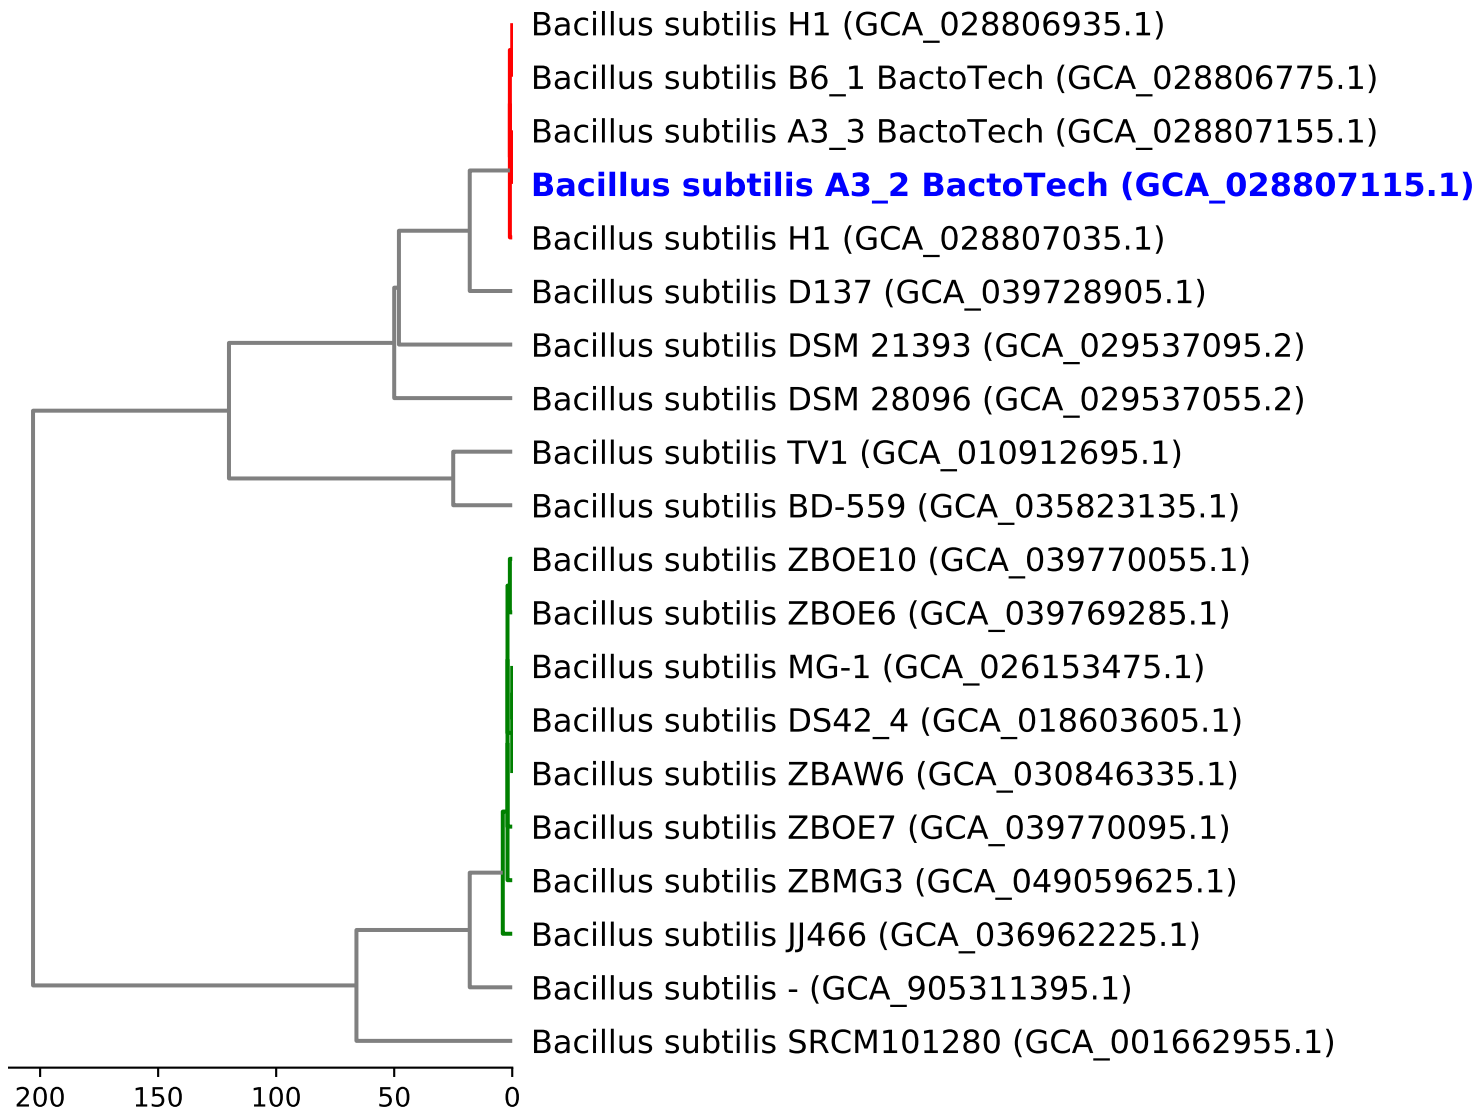 Bacillus subtilis H1 (GCA_028806935.1)
Bacillus subtilis B6_1 BactoTech (GCA_028806775.1)
Bacillus subtilis A3_3 BactoTech (GCA_028807155.1)
Bacillus subtilis A3_2 BactoTech (GCA_028807115.1)
Bacillus subtilis H1 (GCA_028807035.1)
Bacillus subtilis D137 (GCA_039728905.1)
Bacillus subtilis DSM 21393 (GCA_029537095.2)
Bacillus subtilis DSM 28096 (GCA_029537055.2)
Bacillus subtilis TV1 (GCA_010912695.1)
Bacillus subtilis BD-559 (GCA_035823135.1)
Bacillus subtilis ZBOE10 (GCA_039770055.1)
Bacillus subtilis ZBOE6 (GCA_039769285.1)
Bacillus subtilis MG-1 (GCA_026153475.1)
Bacillus subtilis DS42_4 (GCA_018603605.1)
Bacillus subtilis ZBAW6 (GCA_030846335.1)
Bacillus subtilis ZBOE7 (GCA_039770095.1)
Bacillus subtilis ZBMG3 (GCA_049059625.1)
Bacillus subtilis JJ466 (GCA_036962225.1)
Bacillus subtilis - (GCA_905311395.1)
Bacillus subtilis SRCM101280 (GCA_001662955.1)
200 150 100 50 0